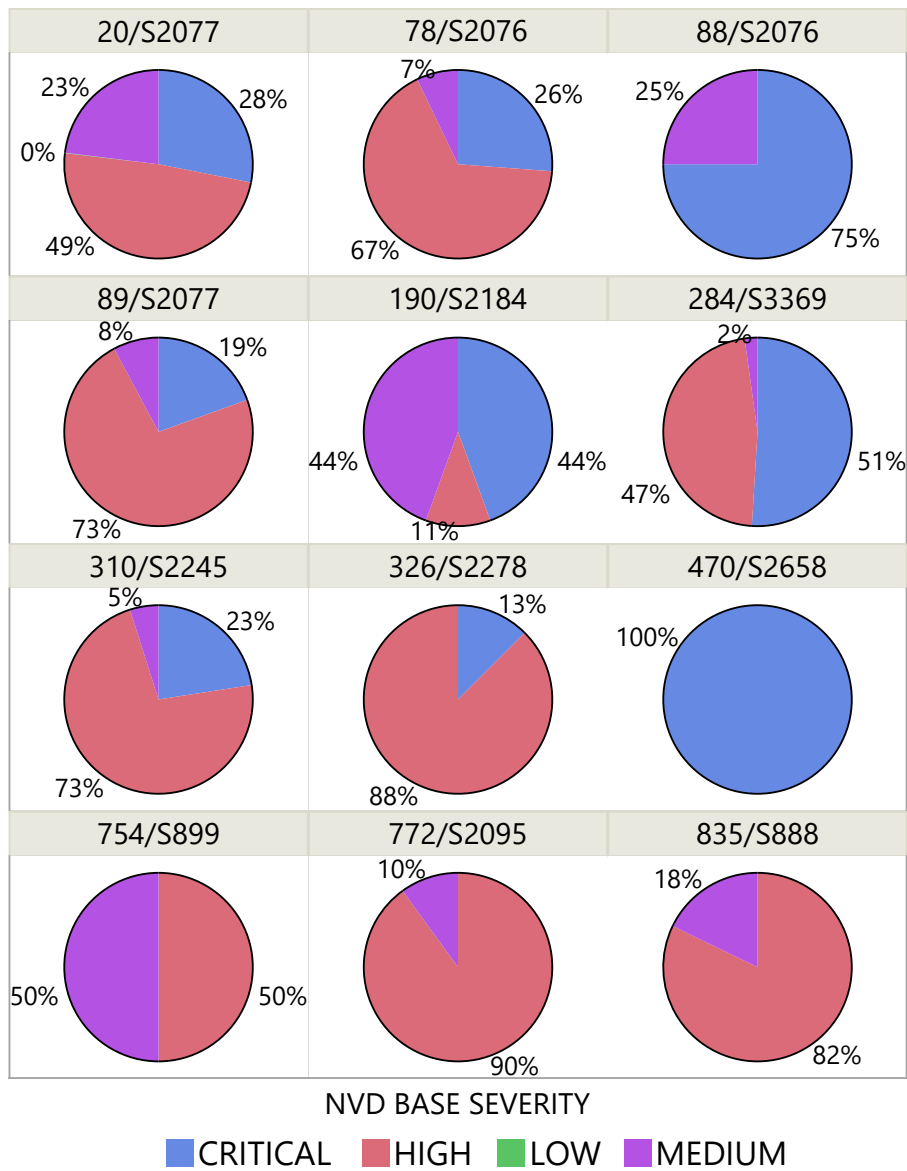 20/S2077 78/S2076 88/S2076
23% 28% 0% 49% 7% 26% 67% 25% 75%
89/S2077 190/S2184 284/S3369
8% 19% 73% 44% 44% 11% 2% 51% 47%
310/S2245 326/S2278 470/S2658
5% 23% 73% 13% 88% 100%
754/S899 772/S2095 835/S888
50% 50% 10% 90% 18% 82%
NVD BASE SEVERITY
CRITICAL HIGH LOW MEDIUM